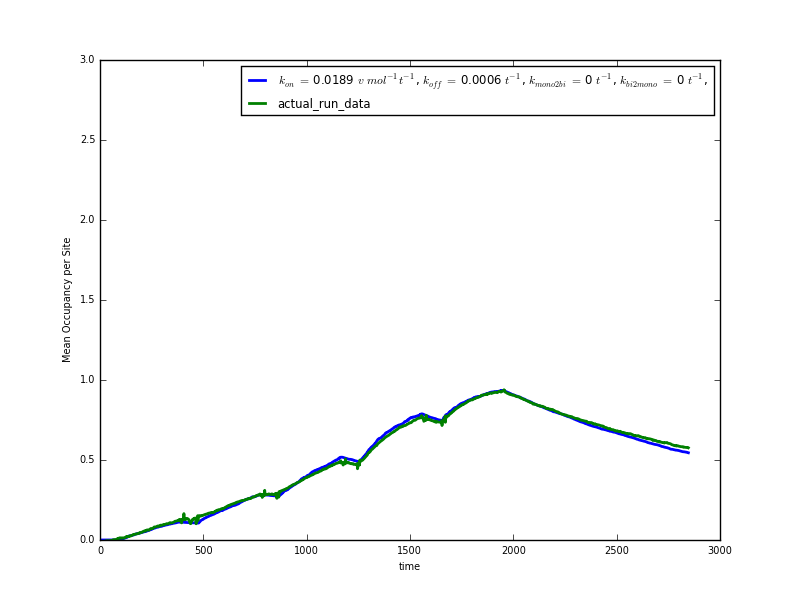 k_on = 0.0189 v mol^−1 t^−1, k_off = 0.0006 t^−1, k_mono2bi = 0 t^−1, k_bi2mono = 0 t^−1,
actual_run_data
3.0
2.5
2.0
1.5
1.0
0.5
0.0
Mean Occupancy per Site
0 500 1000 1500 2000 2500 3000
time